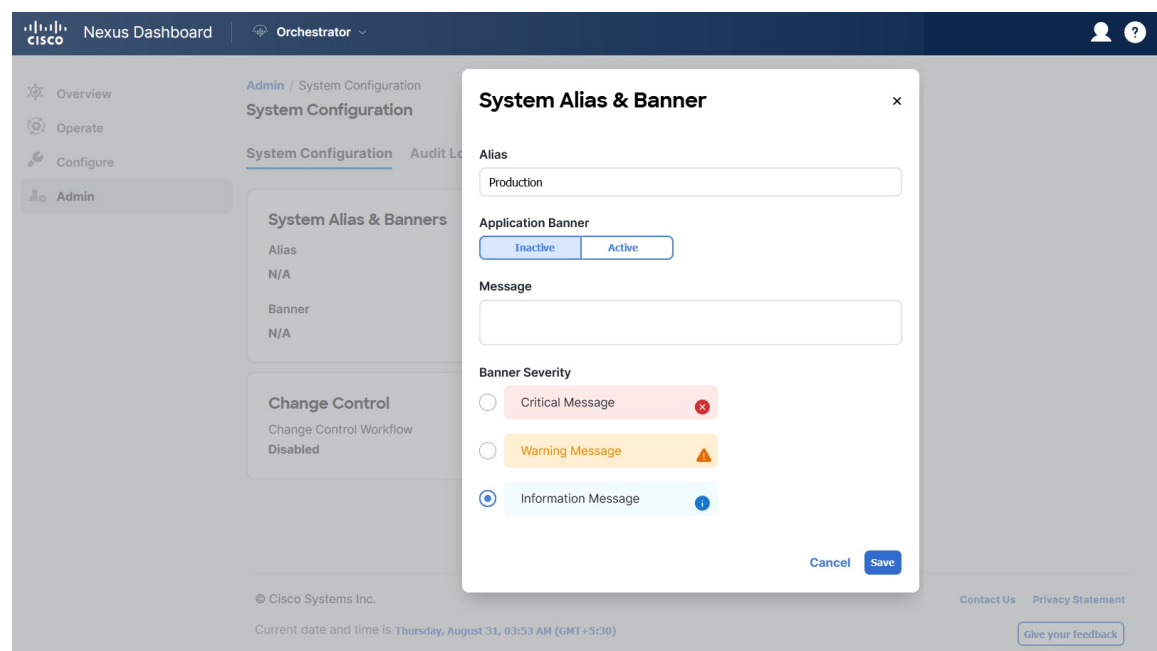 CISCO Nexus Dashboard Orchestrator ?
Overview
Operate
Configure
Admin
Admin / System Configuration
System Configuration
System Configuration Audit Lo
System Alias & Banners
Alias
N/A
Banner
N/A
Change Control
Change Control Workflow
Disabled
System Alias & Banner
Alias
Production
Application Banner
Inactive Active
Message
Banner Severity
Critical Message
Warning Message
Information Message
Cancel Save
© Cisco Systems Inc.
Contact Us Privacy Statement
Current date and time is Thursday, August 31, 03:53 AM (GMT+5:30)
Give your feedback